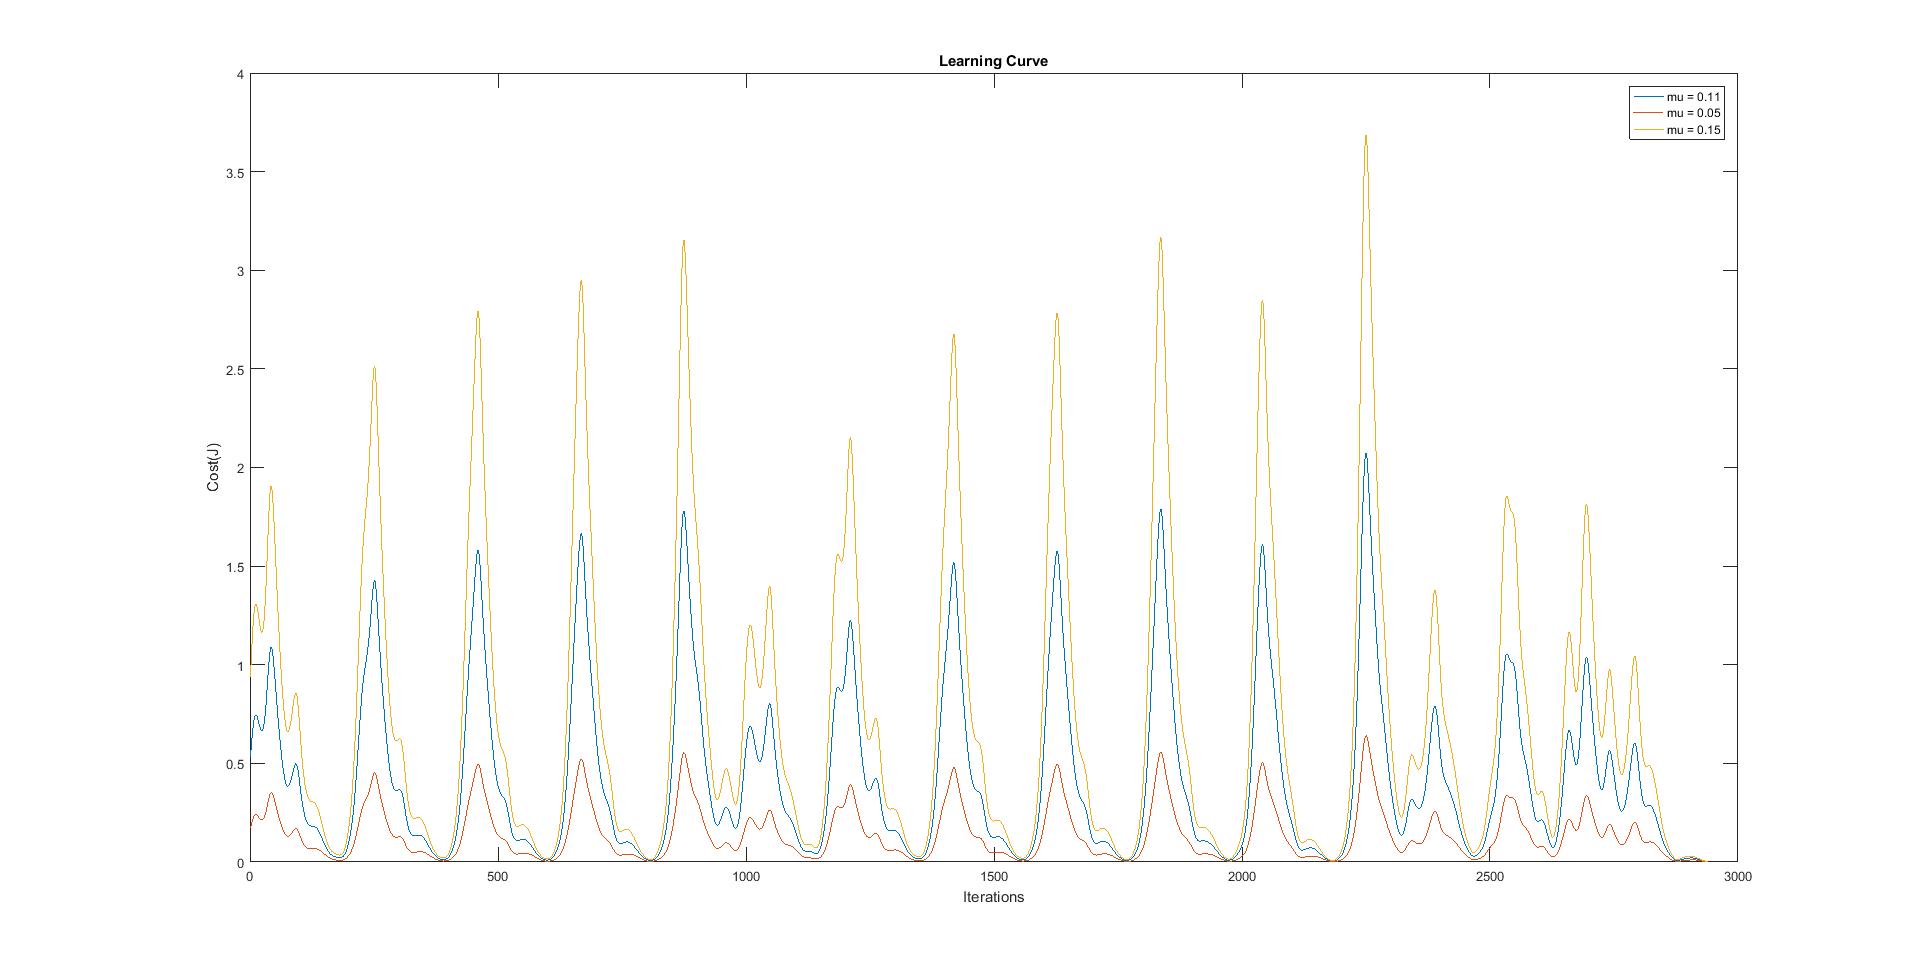 Learning Curve
mu = 0.11
mu = 0.05
mu = 0.15
4
3.5
3
2.5
2
1.5
1
0.5
0
Cost(J)
0 500 1000 1500 2000 2500 3000
Iterations